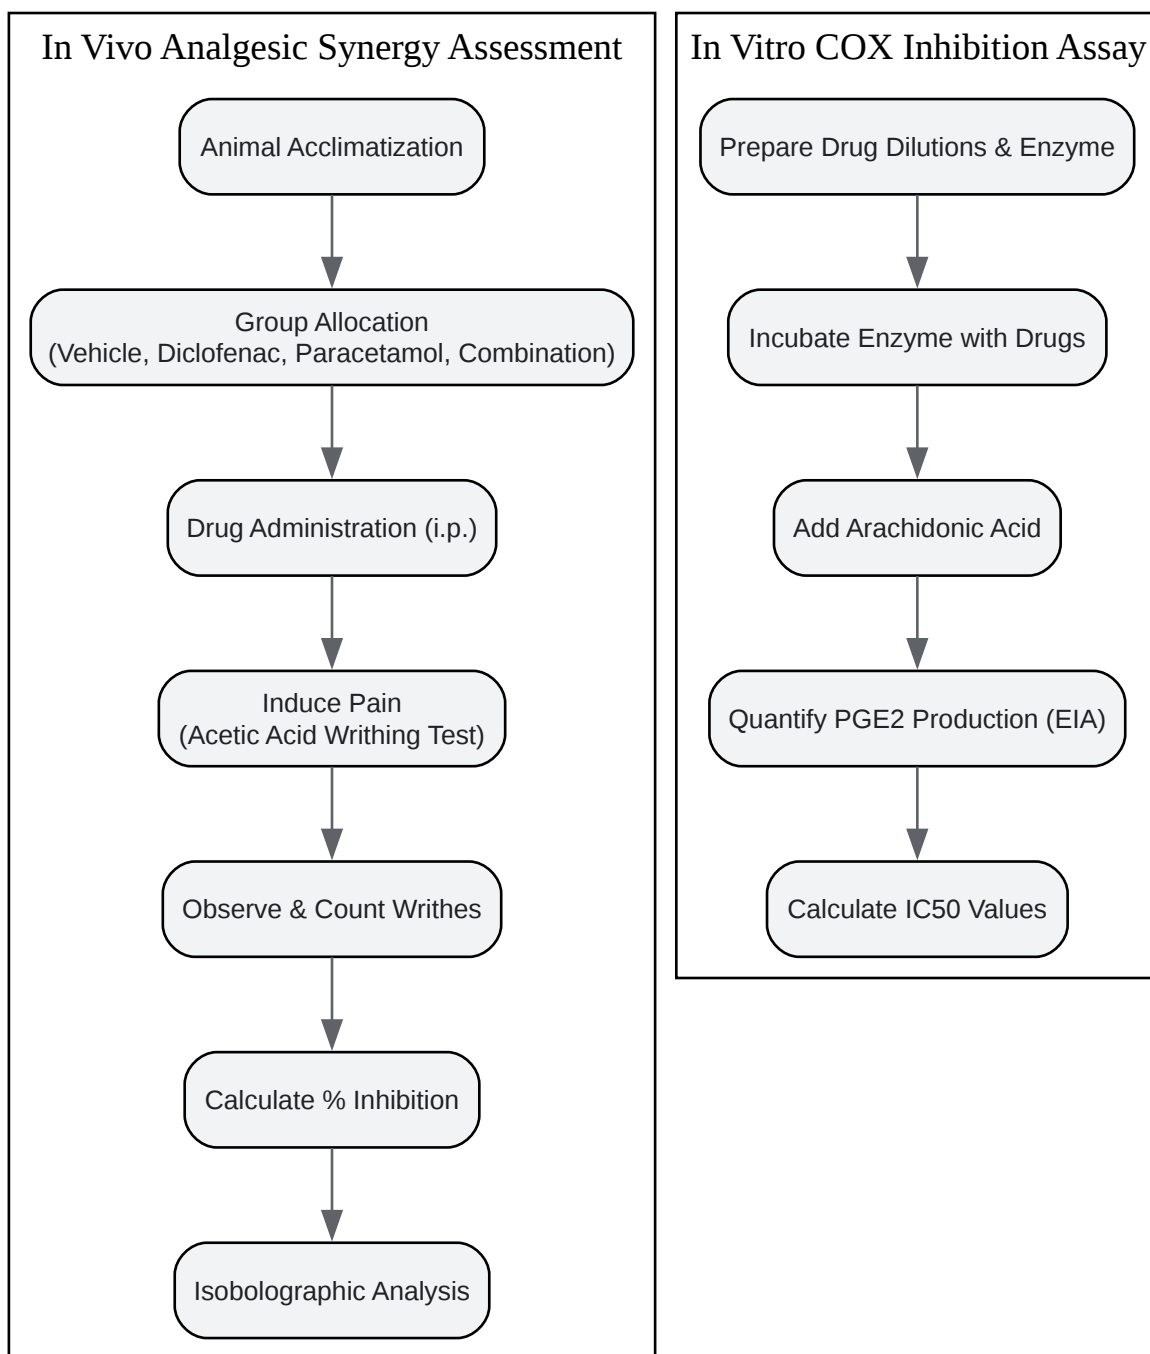 In Vivo Analgesic Synergy Assessment
Animal Acclimatization
Group Allocation
(Vehicle, Diclofenac, Paracetamol, Combination)
Drug Administration (i.p.)
Induce Pain
(Acetic Acid Writhing Test)
Observe & Count Writhes
Calculate % Inhibition
Isobolographic Analysis
In Vitro COX Inhibition Assay
Prepare Drug Dilutions & Enzyme
Incubate Enzyme with Drugs
Add Arachidonic Acid
Quantify PGE2 Production (EIA)
Calculate IC50 Values